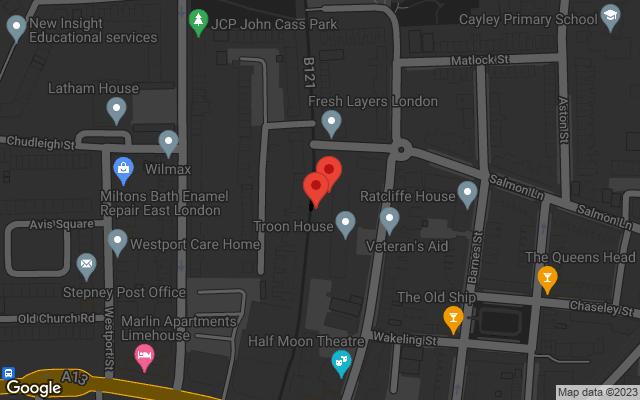 New Insight
Educational services
JCP John Cass Park
Cayley Primary School
B121
Matlock St
Latham House
Fresh Layers London
Aston St
Chudleigh St
Wilmax
Salmon Ln
Salmon Ln
Miltons Bath Enamel
Repair East London
Ratcliffe House
Avis Square
Troon House
Westport Care Home
Veteran's Aid
Barnes St
The Queens Head
Stepney Post Office
The Old Ship
Chaseley St
Old Church Rd
Marlin Apartments
Limehouse
Westport St
Half Moon Theatre
Wakeling St
A13
Google
Map data ©2023